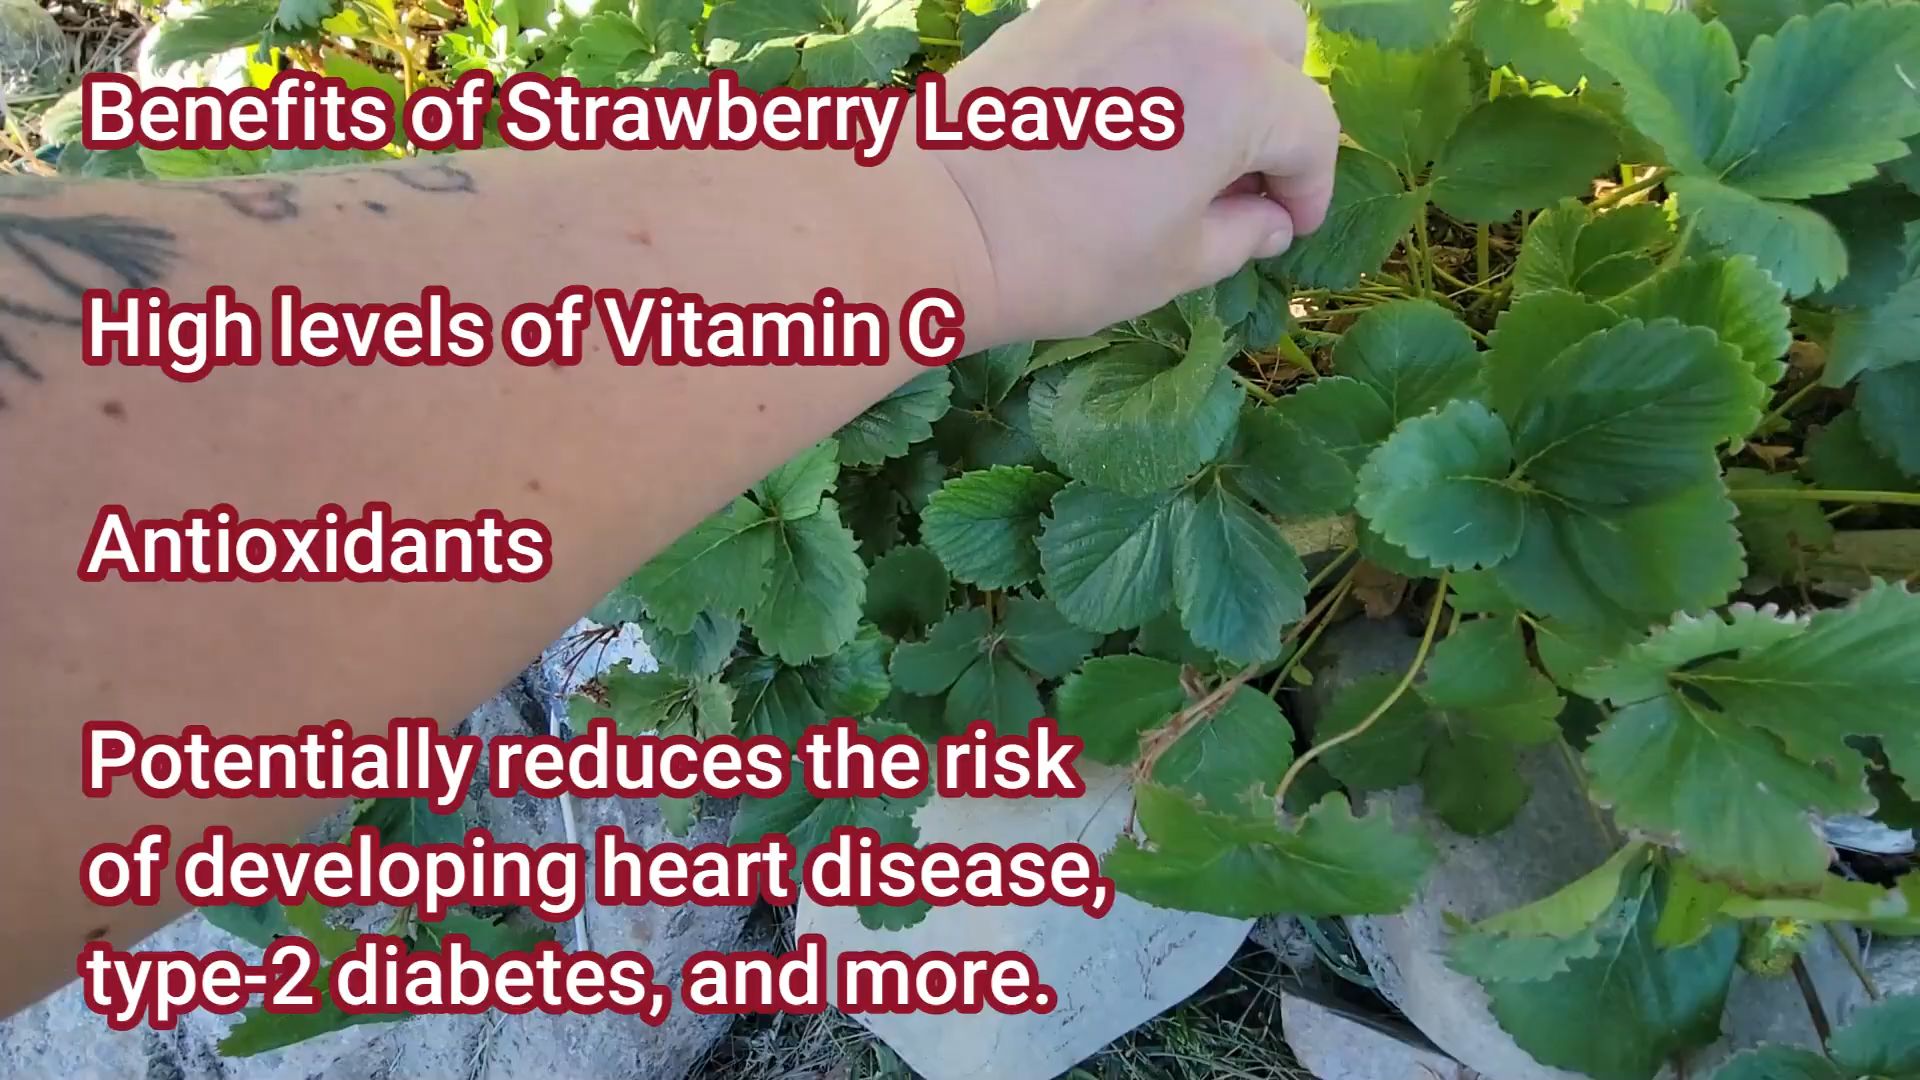 Benefits of Strawberry Leaves
High levels of Vitamin C
Antioxidants
Potentially reduces the risk
of developing heart disease,
type-2 diabetes, and more.